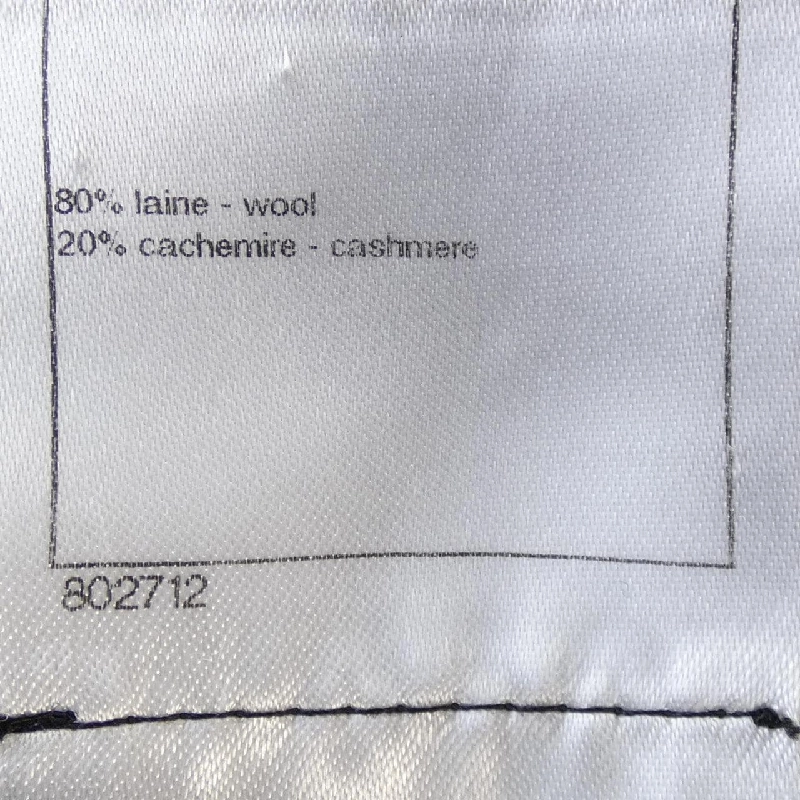 80% laine - wool
20% cachemire - cashmere
802712